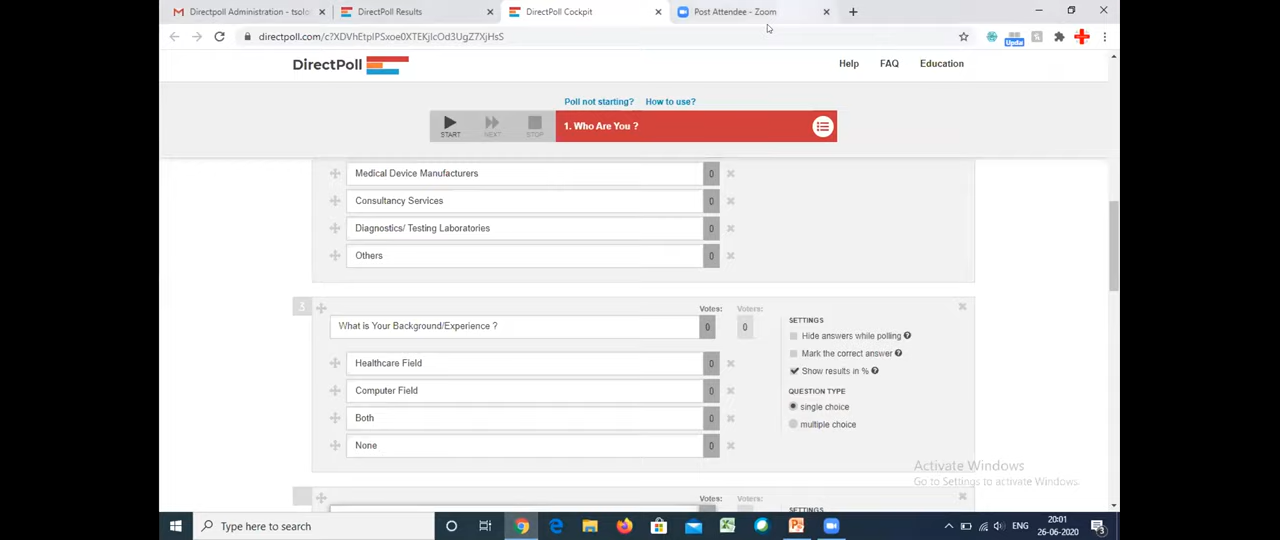 Directpoll Administration - tsolo
DirectPoll Results
DirectPoll Cockpit
Post Attendee - Zoom
Upda
DirectPoll
Help FAQ Education
Poll not starting? How to use?
START NEXT STOP
1. Who Are You ?
Medical Device Manufacturers 0
Consultancy Services 0
Diagnostics/ Testing Laboratories 0
Others 0
3
Votes: Voters:
What is Your Background/Experience ? 0 0
Healthcare Field 0
Computer Field 0
Both 0
None 0
SETTINGS
Hide answers while polling
Mark the correct answer
Show results in %
QUESTION TYPE
single choice
multiple choice
Votes: Voters:
SETTINGS
Activate Windows
Go to Settings to activate Windows.
Type here to search
ENG
20:01
26-06-2020
3